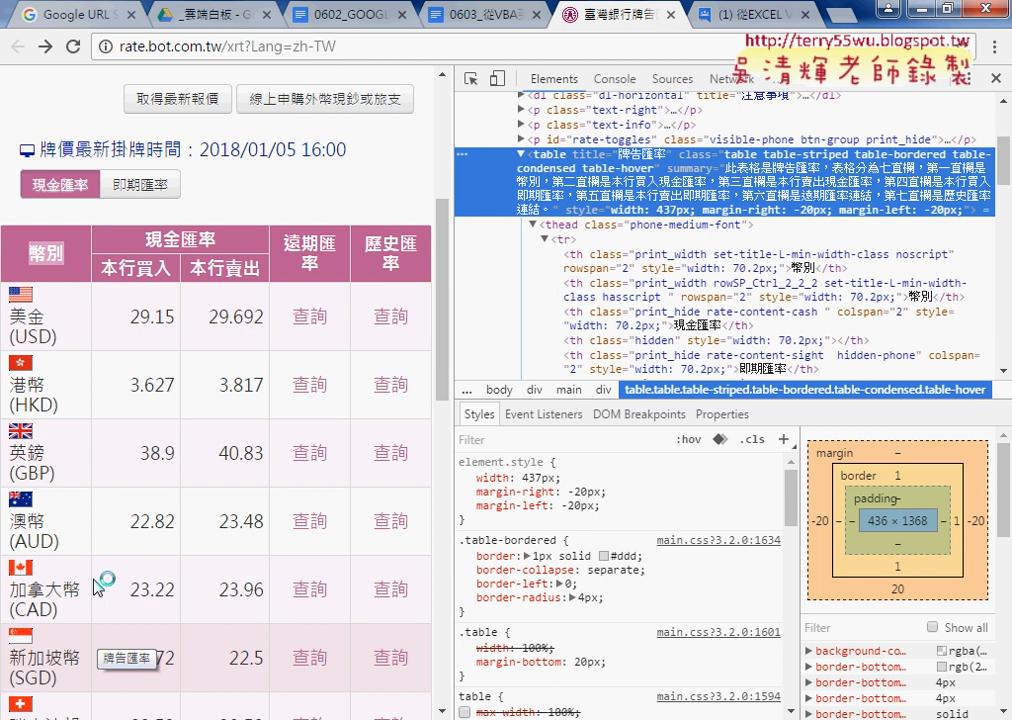 Google URL S
_雲端白板 - G
0602_GOOGL
0603_從VBA
臺灣銀行牌告
(1) 從EXCEL V
rate.bot.com.tw/xrt?Lang=zh-TW
http://terry55wu.blogspot.tw
吳清輝老師錄製
取得最新報價
線上申購外幣現鈔或旅支
牌價最新掛牌時間：2018/01/05 16:00
現金匯率
即期匯率
幣別
現金匯率
遠期匯率
歷史匯率
本行買入
本行賣出
美金 (USD) 29.15 29.692 查詢 查詢
港幣 (HKD) 3.627 3.817 查詢 查詢
英鎊 (GBP) 38.9 40.83 查詢 查詢
澳幣 (AUD) 22.82 23.48 查詢 查詢
加拿大幣 (CAD) 23.22 23.96 查詢 查詢
新加坡幣 (SGD) 72 22.5 查詢 查詢
牌告匯率
Elements Console Sources Network
<dl class="dl-horizontal" title="注意事項">…</dl>
<p class="text-right">…</p>
<p class="text-info">…</p>
<p id="rate-toggles" class="visible-phone btn-group print_hide">…</p>
<table title="牌告匯率" class="table table-striped table-bordered table-
condensed table-hover" summary="此表格是牌告匯率，表格分為七直欄，第一直欄是
幣別，第二直欄是本行買入現金匯率，第三直欄是本行賣出現金匯率，第四直欄是本行買入
即期匯率，第五直欄是本行賣出即期匯率，第六直欄是遠期匯率連結，第七直欄是歷史匯率
連結。" style="width: 437px; margin-right: -20px; margin-left: -20px;"> =
<thead class="phone-medium-font">
<tr>
<th class="print_width set-title-L-min-width-class noscript"
rowspan="2" style="width: 70.2px;">幣別</th>
<th class="print_width rowSP_Ctrl_2_2_2 set-title-L-min-width-
class hasscript " rowspan="2" style="width: 70.2px;">幣別</th>
<th class="print_hide rate-content-cash " colspan="2" style=
"width: 70.2px;">現金匯率</th>
<th class="hidden" style="width: 70.2px;"></th>
<th class="print_hide rate-content-sight  hidden-phone" colspan=
"2" style="width: 70.2px;">即期匯率</th>
... body div main div table.table.table-striped.table-bordered.table-condensed.table-hover
Styles Event Listeners DOM Breakpoints Properties
Filter :hov .cls +
element.style {
width: 437px;
margin-right: -20px;
margin-left: -20px;
}
.table-bordered { main.css?3.2.0:1634
border: 1px solid #ddd;
border-collapse: separate;
border-left: 0;
border-radius: 4px;
}
.table { main.css?3.2.0:1601
width: 100%;
margin-bottom: 20px;
}
table { main.css?3.2.0:1594
max width: 100%;
margin –
border 1
padding –
-20 – – 436 × 1368 – 1 -20
–
1
20
Filter Show all
background-co… rgba(
border-bottom… rgb(2…
border-bottom… 4px
border-bottom… 4px
border-bottom… solid